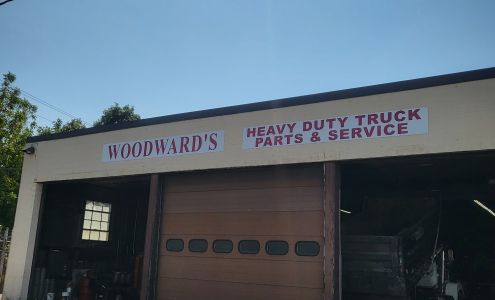 WOODWARD'S
HEAVY DUTY TRUCK
PARTS & SERVICE